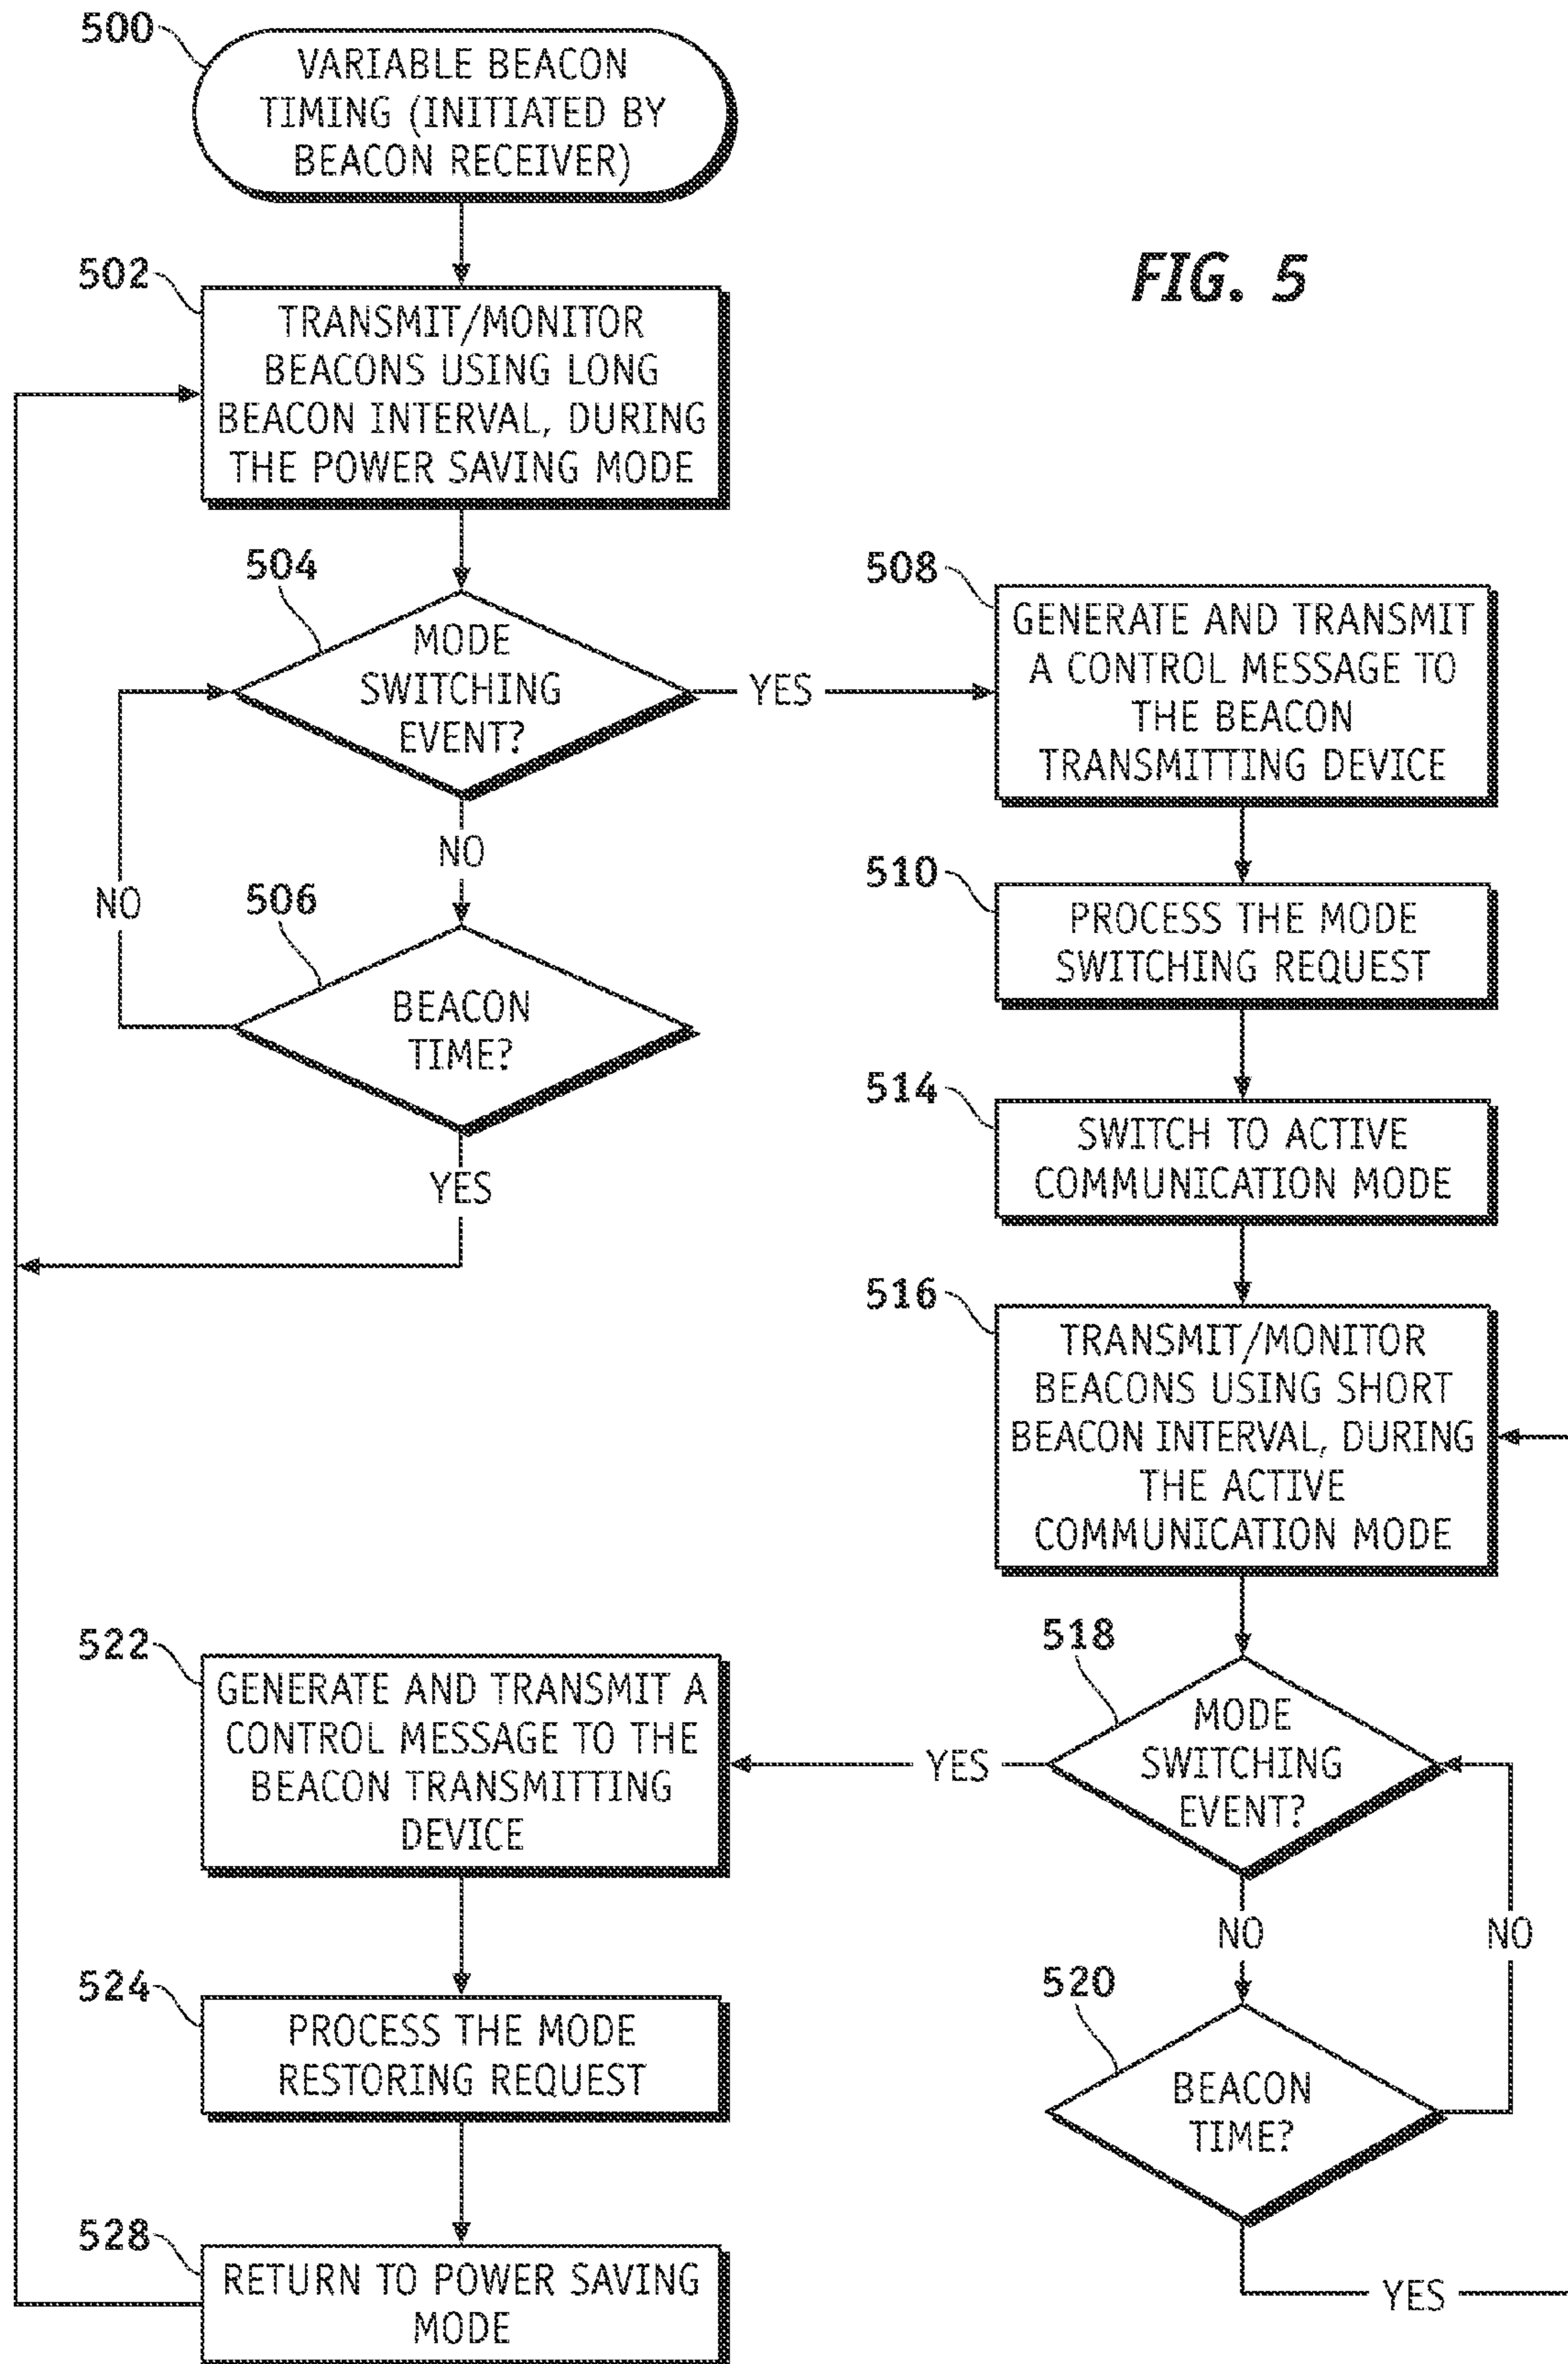 500
VARIABLE BEACON
TIMING (INITIATED BY
BEACON RECEIVER)
FIG. 5
502
TRANSMIT/MONITOR
BEACONS USING LONG
BEACON INTERVAL, DURING
THE POWER SAVING MODE
504
MODE
SWITCHING
EVENT?
YES
NO
NO
506
BEACON
TIME?
YES
508
GENERATE AND TRANSMIT
A CONTROL MESSAGE TO
THE BEACON
TRANSMITTING DEVICE
510
PROCESS THE MODE
SWITCHING REQUEST
514
SWITCH TO ACTIVE
COMMUNICATION MODE
516
TRANSMIT/MONITOR
BEACONS USING SHORT
BEACON INTERVAL, DURING
THE ACTIVE
COMMUNICATION MODE
518
MODE
SWITCHING
EVENT?
YES
NO
NO
520
BEACON
TIME?
YES
522
GENERATE AND TRANSMIT A
CONTROL MESSAGE TO THE
BEACON TRANSMITTING
DEVICE
524
PROCESS THE MODE
RESTORING REQUEST
528
RETURN TO POWER SAVING
MODE